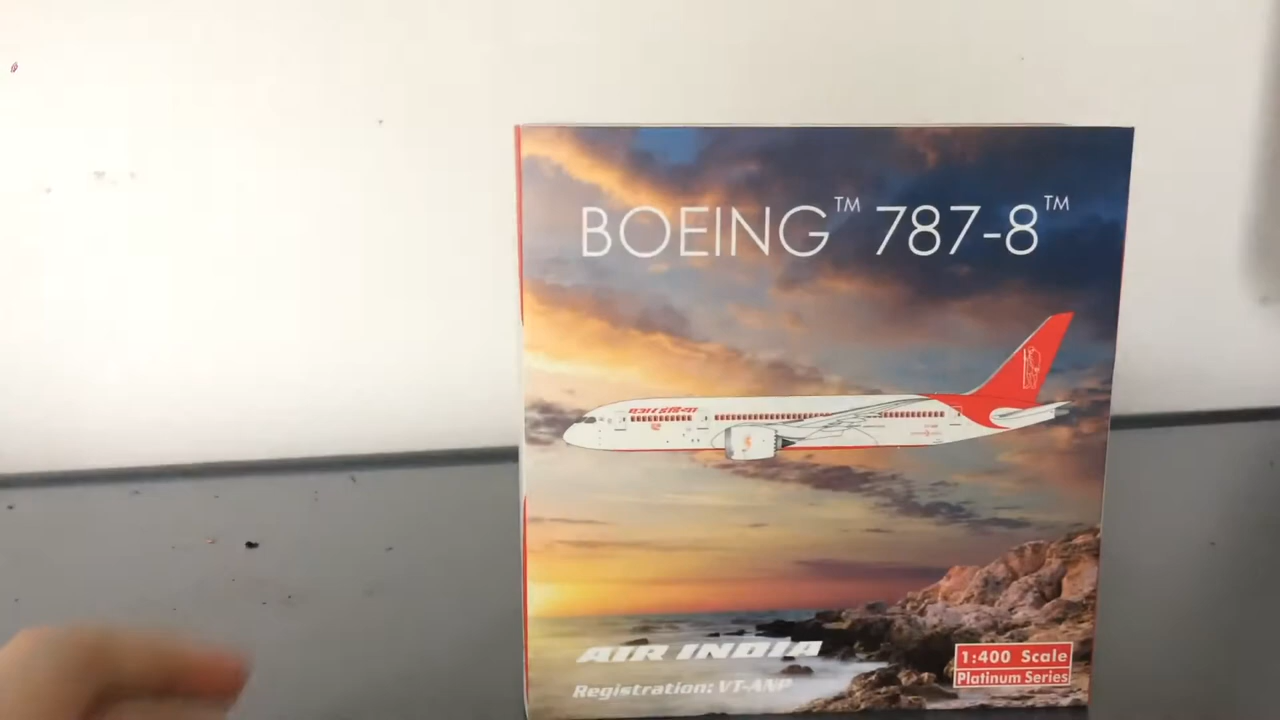 BOEING™ 787-8™
AIR INDIA
Registration: VT-ANP
1:400 Scale
Platinum Series